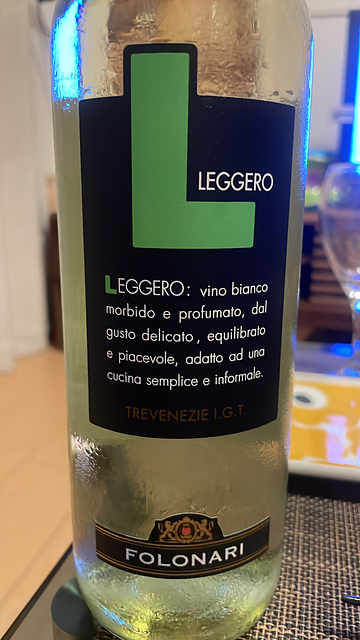 L
LEGGERO
LEGGERO: vino bianco
morbido e profumato, dal
gusto delicato, equilibrato
e piacevole, adatto ad una
cucina semplice e informale.
TREVENEZIE I.G.T.
FOLONARI